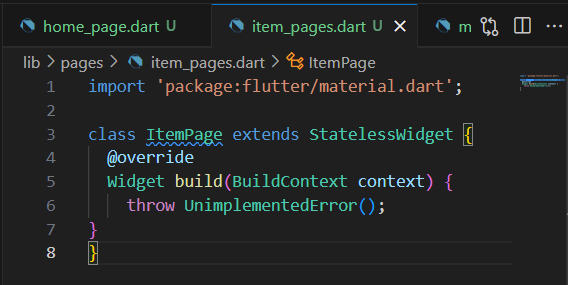 home_page.dart U item_pages.dart U m
lib > pages > item_pages.dart > ItemPage
1 import 'package:flutter/material.dart';
2
3 class ItemPage extends StatelessWidget {
4 @override
5 Widget build(BuildContext context) {
6 throw UnimplementedError();
7 }
8 }